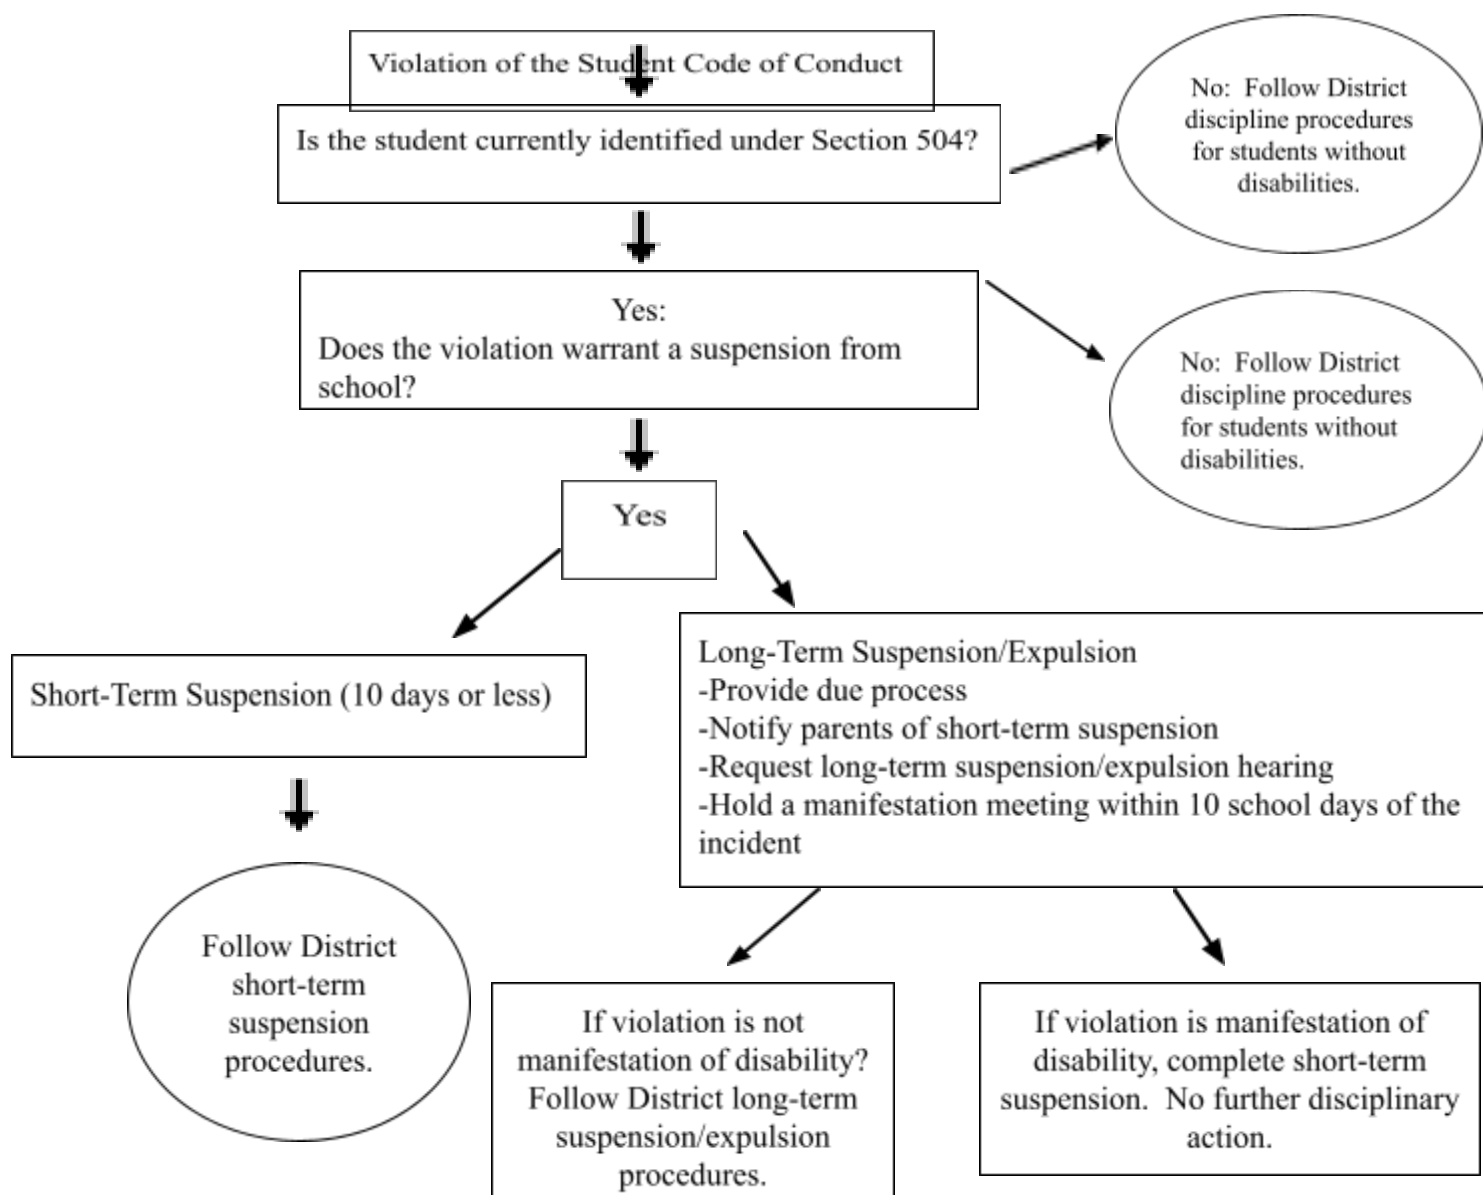 Violation of the Student Code of Conduct
Is the student currently identified under Section 504?
No: Follow District
discipline procedures
for students without
disabilities.
Yes:
Does the violation warrant a suspension from
school?
No: Follow District
discipline procedures
for students without
disabilities.
Yes
Short-Term Suspension (10 days or less)
Long-Term Suspension/Expulsion
-Provide due process
-Notify parents of short-term suspension
-Request long-term suspension/expulsion hearing
-Hold a manifestation meeting within 10 school days of the
incident
Follow District
short-term
suspension
procedures.
If violation is not
manifestation of disability?
Follow District long-term
suspension/expulsion
procedures.
If violation is manifestation of
disability, complete short-term
suspension. No further disciplinary
action.